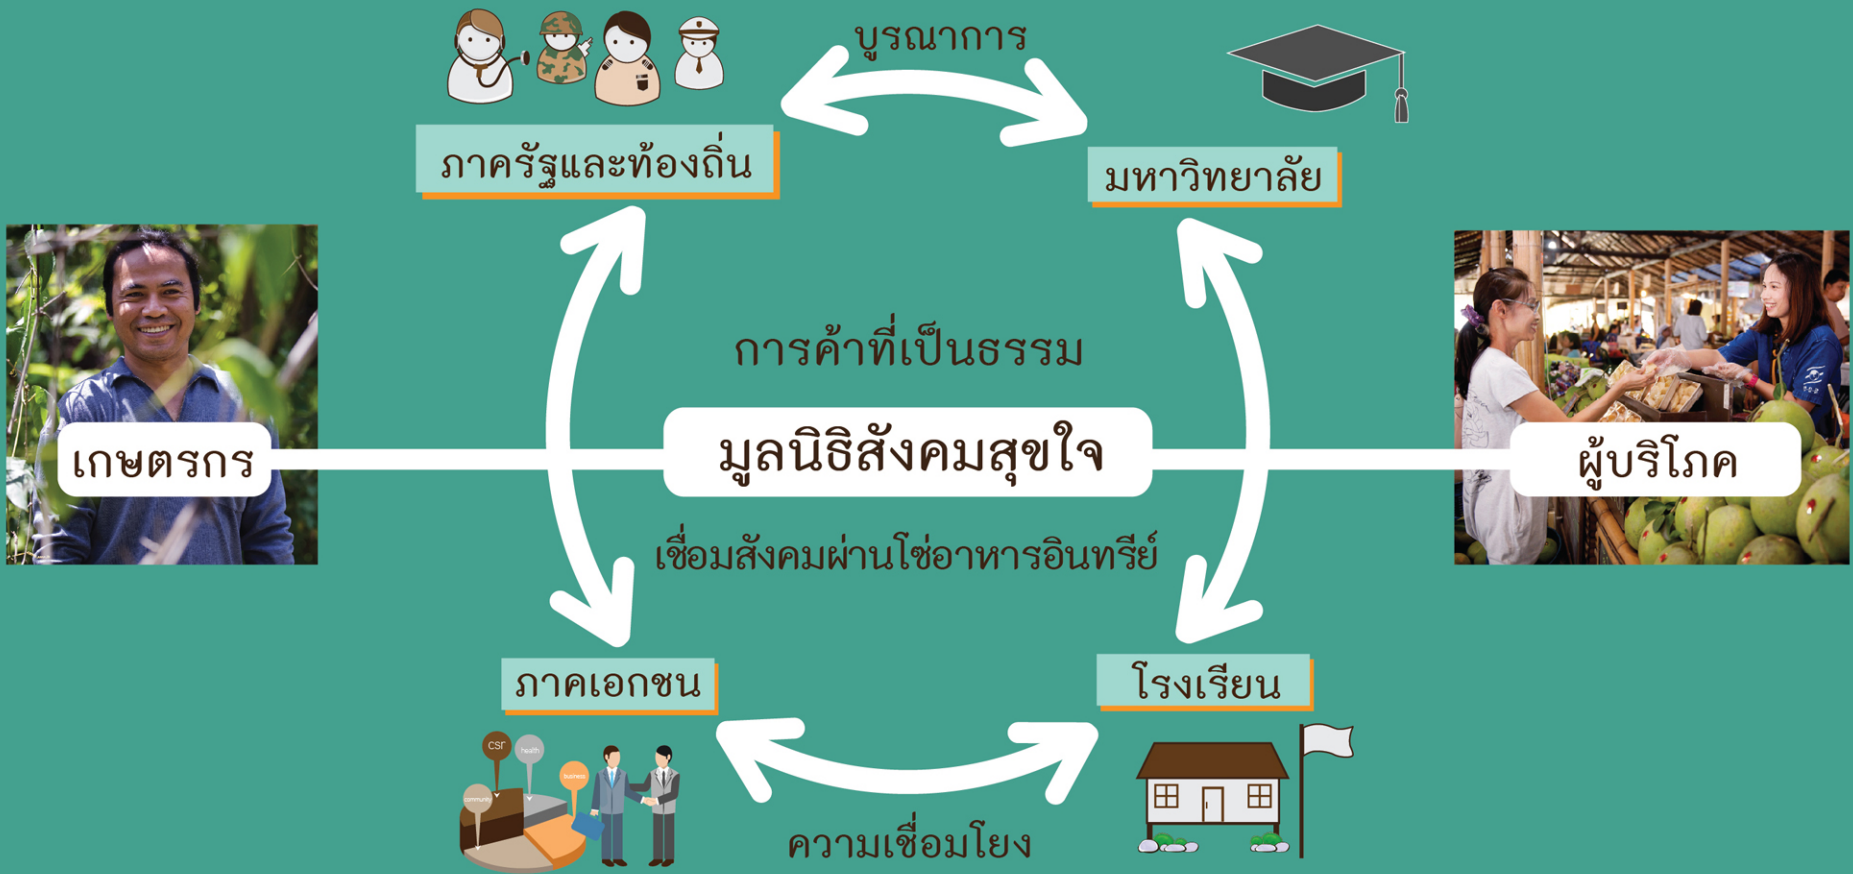 บูรณาการ
ภาครัฐและท้องถิ่น
มหาวิทยาลัย
การค้าที่เป็นธรรม
เกษตรกร
มูลนิธิสังคมสุขใจ
ผู้บริโภค
เชื่อมสังคมผ่านโซ่อาหารอินทรีย์
ภาคเอกชน
โรงเรียน
csr
health
business
community
ความเชื่อมโยง